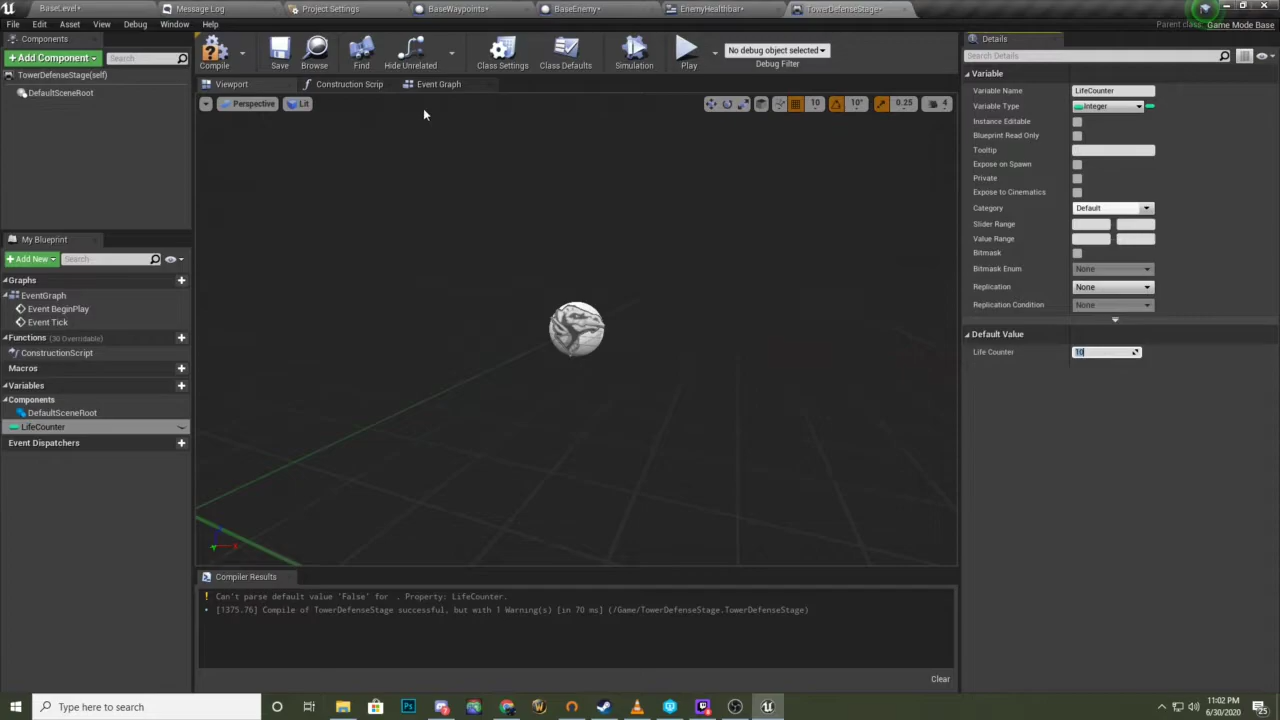 BaseLevel•
Message Log
Project Settings
BaseWaypoints•
BaseEnemy•
EnemyHealthbar•
TowerDefenseStage•
File Edit Asset View Debug Window Help
Parent class: Game Mode Base
Components
+ Add Component
Search
TowerDefenseStage(self)
DefaultSceneRoot
Compile
Save
Browse
Find
Hide Unrelated
Class Settings
Class Defaults
Simulation
Play
No debug object selected
Debug Filter
Viewport
Construction Scrip
Event Graph
Perspective
Lit
10
10°
0.25
4
My Blueprint
+ Add New
Search
Graphs
EventGraph
Event BeginPlay
Event Tick
Functions (30 Overridable)
ConstructionScript
Macros
Variables
Components
DefaultSceneRoot
LifeCounter
Event Dispatchers
Compiler Results
Can't parse default value 'False' for . Property: LifeCounter.
[1375.76] Compile of TowerDefenseStage successful, but with 1 Warning(s) [in 70 ms] (/Game/TowerDefenseStage.TowerDefenseStage)
Clear
Details
Search Details
Variable
Variable Name LifeCounter
Variable Type Integer
Instance Editable
Blueprint Read Only
Tooltip
Expose on Spawn
Private
Expose to Cinematics
Category Default
Slider Range
Value Range
Bitmask
Bitmask Enum None
Replication None
Replication Condition None
Default Value
Life Counter 10
Type here to search
11:02 PM
6/30/2020
25